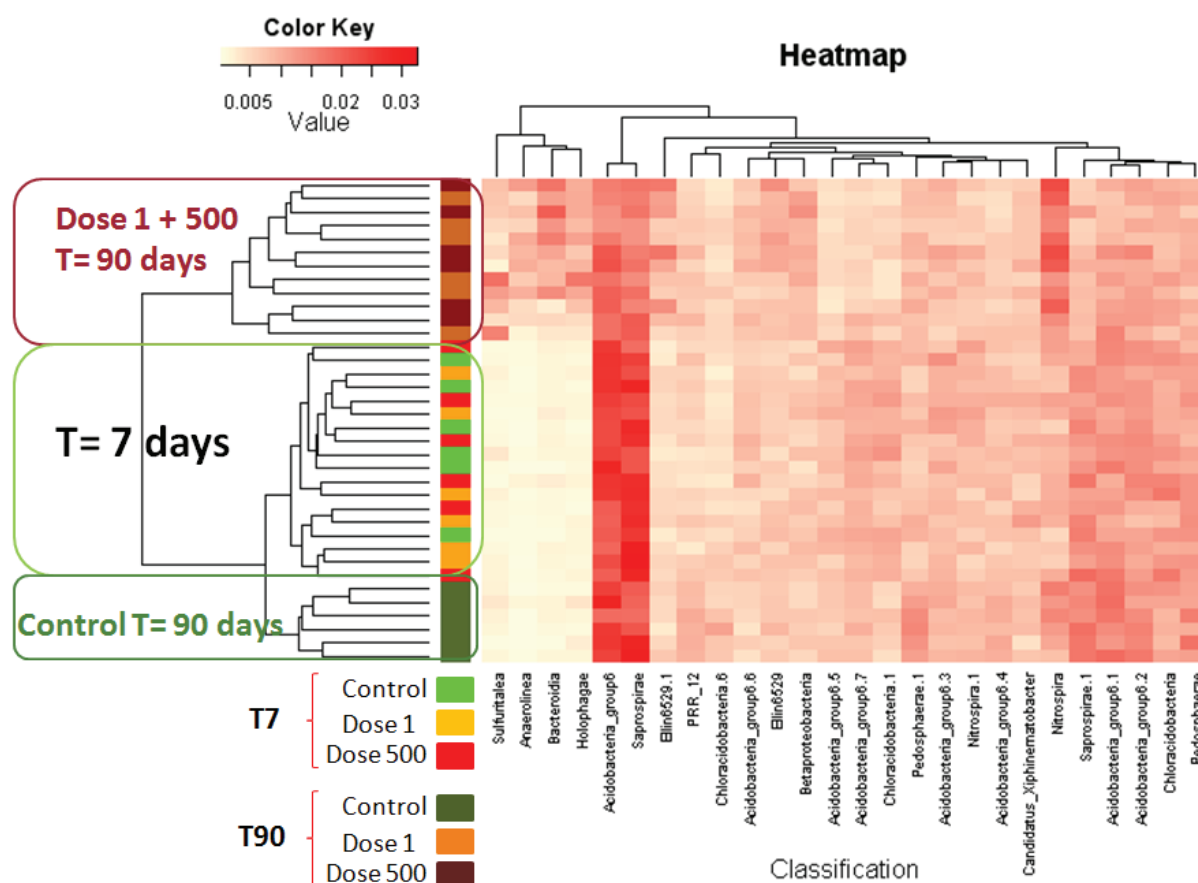 Color Key
0.005 0.02 0.03
Value
Heatmap
Dose 1 + 500
T= 90 days
T= 7 days
Control T= 90 days
Sulfuritalea
Anaerolinea
Bacteroidia
Holophagae
Acidobacteria_group6
Saprospirae
Ellin6529.1
PRR_12
Chloracidobacteria.6
Acidobacteria_group6.6
Ellin6529
Betaproteobacteria
Acidobacteria_group6.5
Acidobacteria_group6.7
Chloracidobacteria.1
Pedosphaerae.1
Acidobacteria_group6.3
Nitrospira.1
Acidobacteria_group6.4
Candidatus_Xiphinematobacter
Nitrospira
Saprospirae.1
Acidobacteria_group6.1
Acidobacteria_group6.2
Chloracidobacteria
Pedosphaerae
Classification
T7
Control
Dose 1
Dose 500
T90
Control
Dose 1
Dose 500